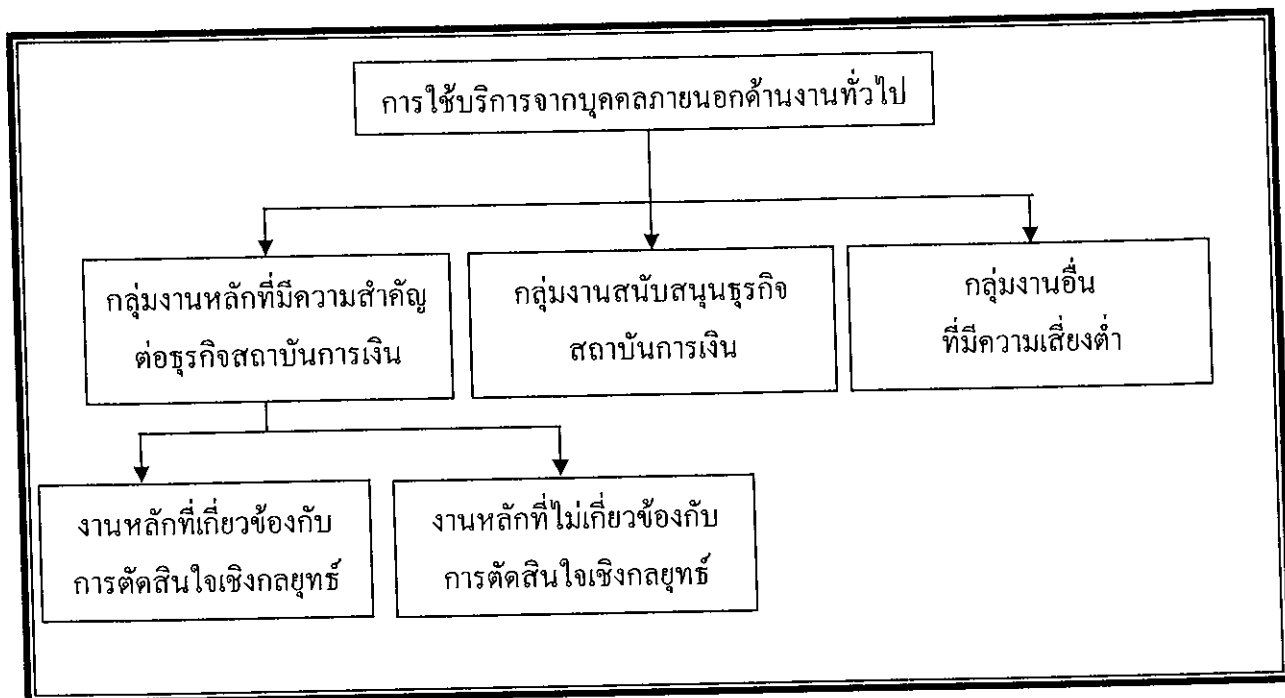 การใช้บริการจากบุคคลภายนอกด้านงานทั่วไป
กลุ่มงานหลักที่มีความสำคัญ
ต่อธุรกิจสถาบันการเงิน
กลุ่มงานสนับสนุนธุรกิจ
สถาบันการเงิน
กลุ่มงานอื่น
ที่มีความเสี่ยงต่ำ
งานหลักที่เกี่ยวข้องกับ
การตัดสินใจเชิงกลยุทธ์
งานหลักที่ไม่เกี่ยวข้องกับ
การตัดสินใจเชิงกลยุทธ์